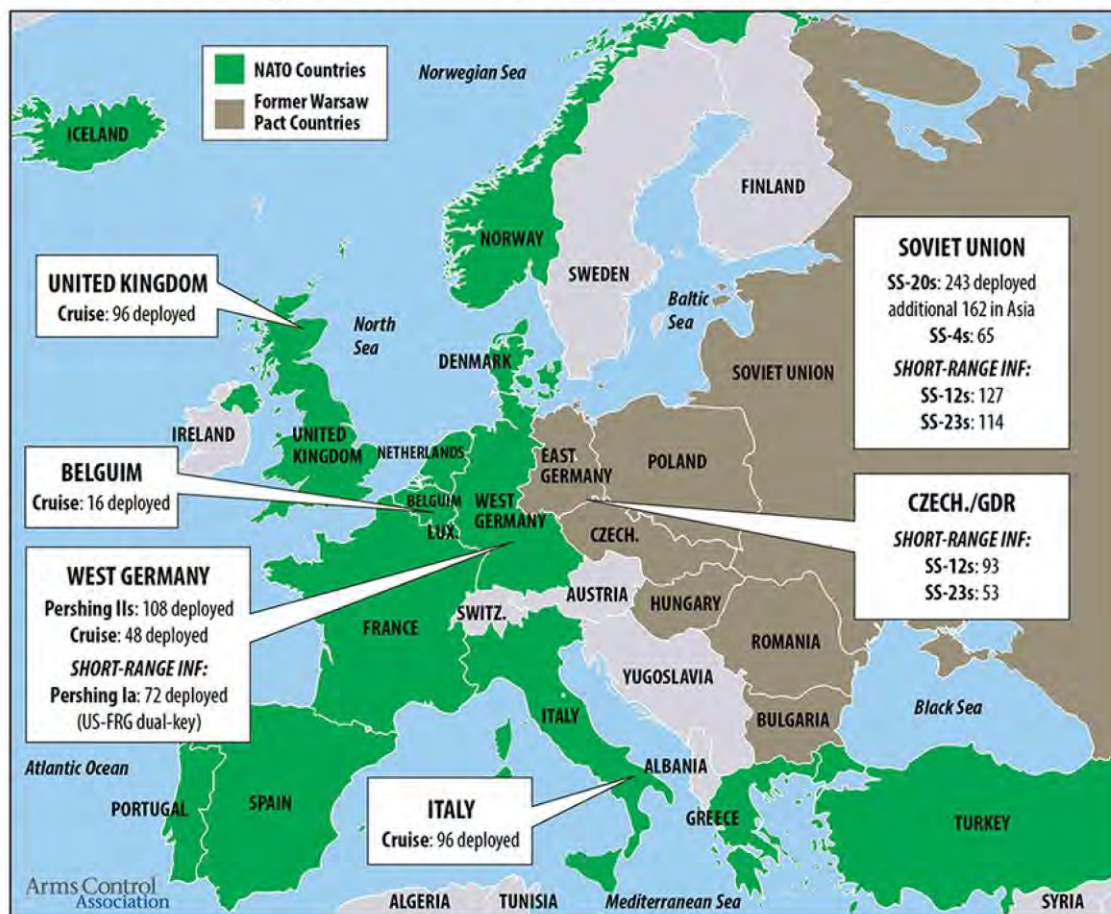 NATO Countries
Former Warsaw
Pact Countries
Norwegian Sea
ICELAND
FINLAND
NORWAY
SWEDEN
UNITED KINGDOM
Cruise: 96 deployed
North
Sea
Baltic
Sea
SOVIET UNION
SS-20s: 243 deployed
additional 162 in Asia
SS-4s: 65
SHORT-RANGE INF:
SS-12s: 127
SS-23s: 114
DENMARK
SOVIET UNION
IRELAND
UNITED
KINGDOM
NETHERLANDS
EAST
GERMANY
POLAND
BELGUIM
Cruise: 16 deployed
BELGUIM
WEST
GERMANY
LUX.
CZECH.
CZECH./GDR
SHORT-RANGE INF:
SS-12s: 93
SS-23s: 53
WEST GERMANY
Pershing IIs: 108 deployed
Cruise: 48 deployed
SHORT-RANGE INF:
Pershing Ia: 72 deployed
(US-FRG dual-key)
FRANCE
SWITZ.
AUSTRIA
HUNGARY
ROMANIA
YUGOSLAVIA
BULGARIA
Black Sea
ITALY
ALBANIA
Atlantic Ocean
PORTUGAL
SPAIN
ITALY
Cruise: 96 deployed
GREECE
TURKEY
Arms Control
Association
ALGERIA
TUNISIA
Mediterranean Sea
SYRIA